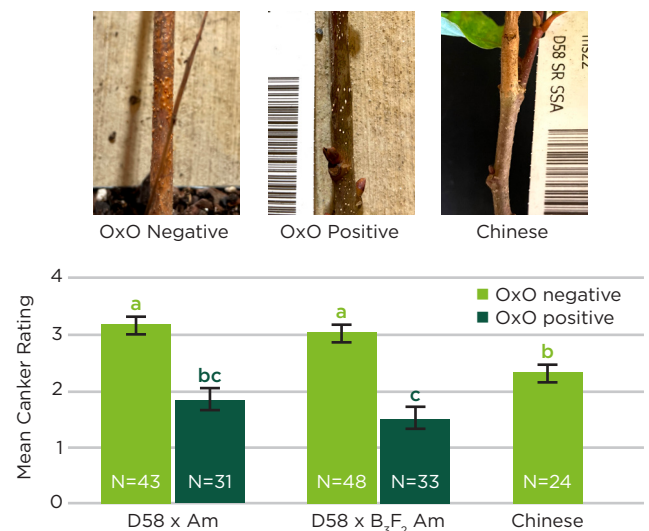 D58 SR SSA
OxO Negative
OxO Positive
Chinese
Mean Canker Rating
4
3
2
1
0
OxO negative
OxO positive
a
bc
a
c
b
N=43
N=31
N=48
N=33
N=24
D58 x Am
D58 x B₃F₂ Am
Chinese